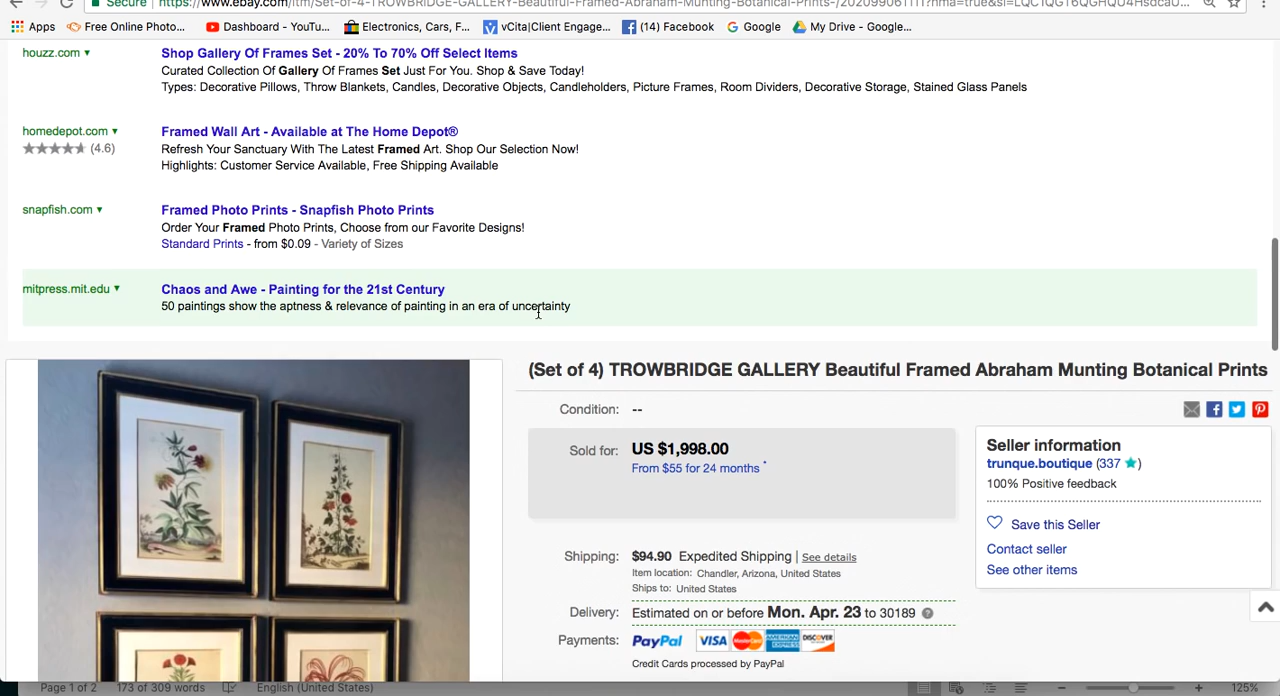 Secure https://www.ebay.com/itm/Set-of-4-TROWBRIDGE-GALLERY-Beautiful-Framed-Abraham-Munting-Botanical-Prints-
Apps Free Online Photo... Dashboard - YouTu... Electronics, Cars, F... vCita|Client Engage... (14) Facebook Google My Drive - Google...
houzz.com Shop Gallery Of Frames Set - 20% To 70% Off Select Items
Curated Collection Of Gallery Of Frames Set Just For You. Shop & Save Today!
Types: Decorative Pillows, Throw Blankets, Candles, Decorative Objects, Candleholders, Picture Frames, Room Dividers, Decorative Storage, Stained Glass Panels
homedepot.com Framed Wall Art - Available at The Home Depot®
(4.6) Refresh Your Sanctuary With The Latest Framed Art. Shop Our Selection Now!
Highlights: Customer Service Available, Free Shipping Available
snapfish.com Framed Photo Prints - Snapfish Photo Prints
Order Your Framed Photo Prints, Choose from our Favorite Designs!
Standard Prints - from $0.09 - Variety of Sizes
mitpress.mit.edu Chaos and Awe - Painting for the 21st Century
50 paintings show the aptness & relevance of painting in an era of uncertainty
(Set of 4) TROWBRIDGE GALLERY Beautiful Framed Abraham Munting Botanical Prints
Condition: --
Sold for: US $1,998.00
From $55 for 24 months *
Shipping: $94.90 Expedited Shipping | See details
Item location: Chandler, Arizona, United States
Ships to: United States
Delivery: Estimated on or before Mon. Apr. 23 to 30189
Payments: PayPal VISA MasterCard AMERICAN EXPRESS DISCOVER
Credit Cards processed by PayPal
Seller information
trunque.boutique (337)
100% Positive feedback
Save this Seller
Contact seller
See other items
Page 1 of 2 173 of 309 words English (United States) 125%